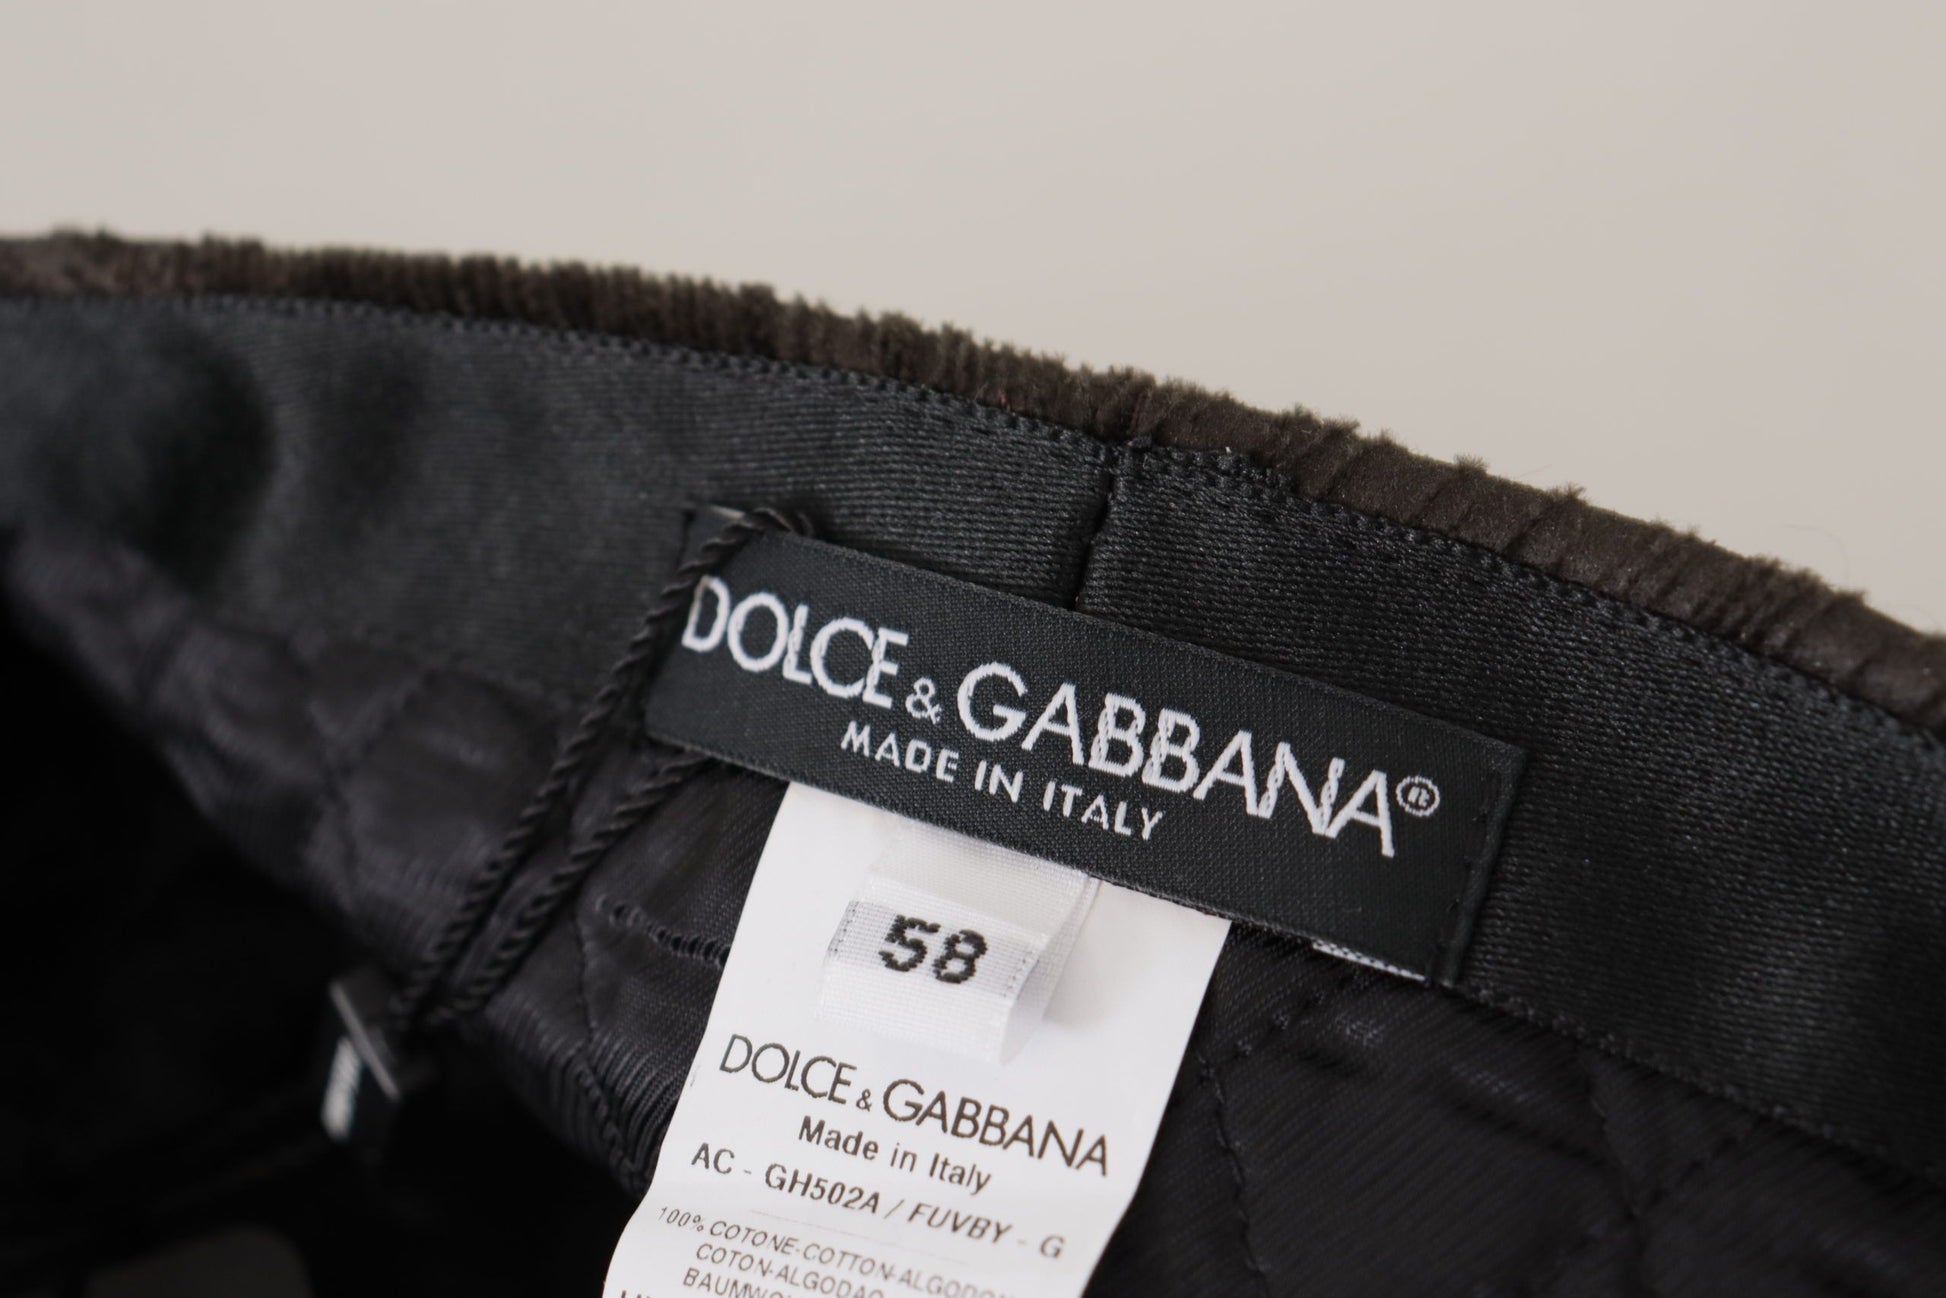 DOLCE & GABBANA®
MADE IN ITALY
58
DOLCE & GABBANA
Made in Italy
AC - GH502A / FUVBY - G
100% COTONE-COTTON-ALGODON
COTON-ALGODAO